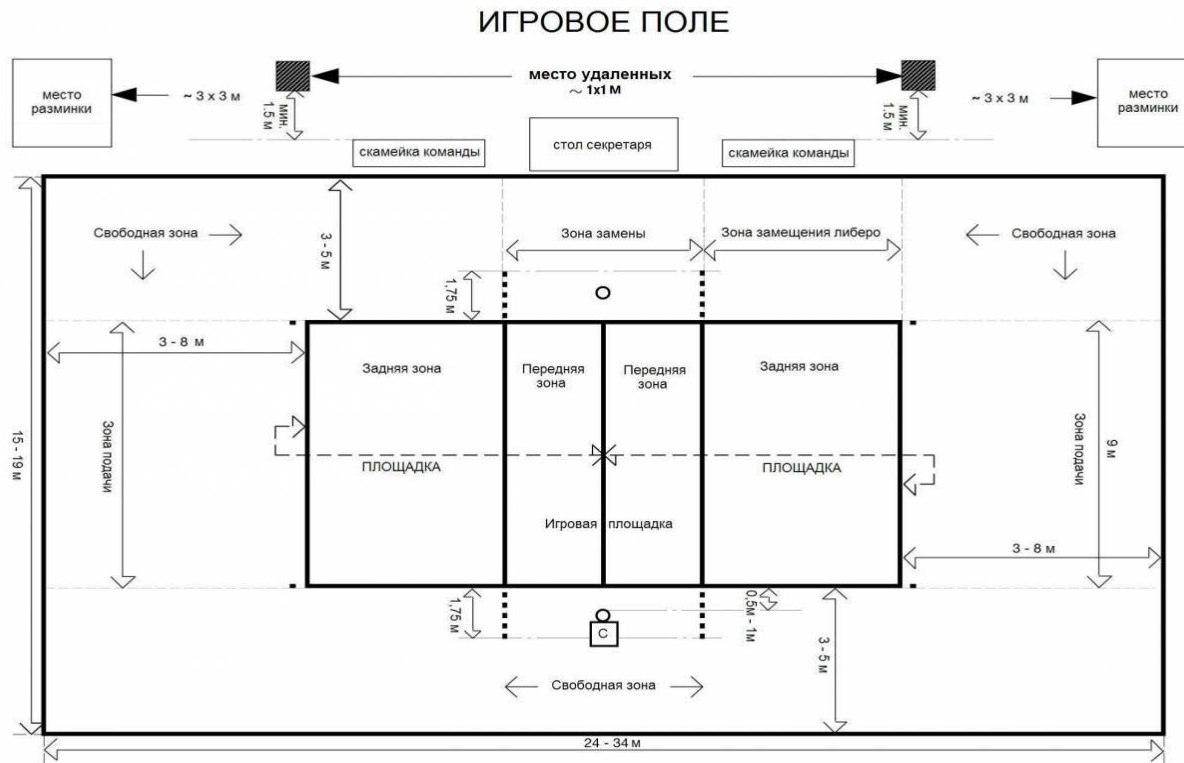 ИГРОВОЕ ПОЛЕ
место
разминки
~ 3 х 3 м
мин.
1.5 м
место удаленных
~ 1х1 М
мин.
1.5 м
~ 3 х 3 м
место
разминки
скамейка команды
стол секретаря
скамейка команды
Свободная зона
3 - 5 м
Зона замены
Зона замещения либеро
Свободная зона
1,75 м
3 - 8 м
Задняя зона
Передняя
зона
Передняя
зона
Задняя зона
15 - 19 м
Зона подачи
ПЛОЩАДКА
ПЛОЩАДКА
Зона подачи
9 м
Игровая площадка
3 - 8 м
1,75 м
С
0,5м - 1м
3 - 5 м
Свободная зона
24 - 34 м